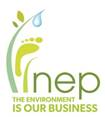 nep
THE ENVIRONMENT
IS OUR BUSINESS